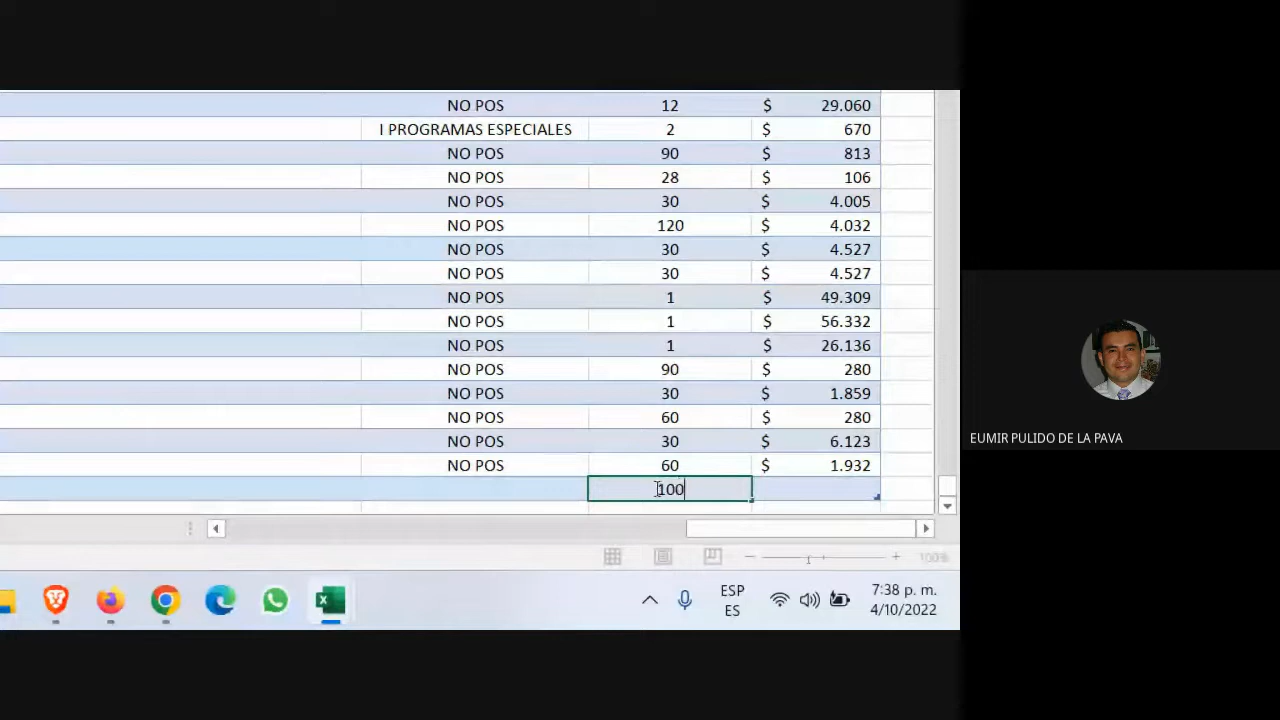 NO POS 12 $ 29.060
I PROGRAMAS ESPECIALES 2 $ 670
NO POS 90 $ 813
NO POS 28 $ 106
NO POS 30 $ 4.005
NO POS 120 $ 4.032
NO POS 30 $ 4.527
NO POS 30 $ 4.527
NO POS 1 $ 49.309
NO POS 1 $ 56.332
NO POS 1 $ 26.136
NO POS 90 $ 280
NO POS 30 $ 1.859
NO POS 60 $ 280
NO POS 30 $ 6.123
NO POS 60 $ 1.932
100
100%
ESP
ES
7:38 p. m.
4/10/2022
EUMIR PULIDO DE LA PAVA